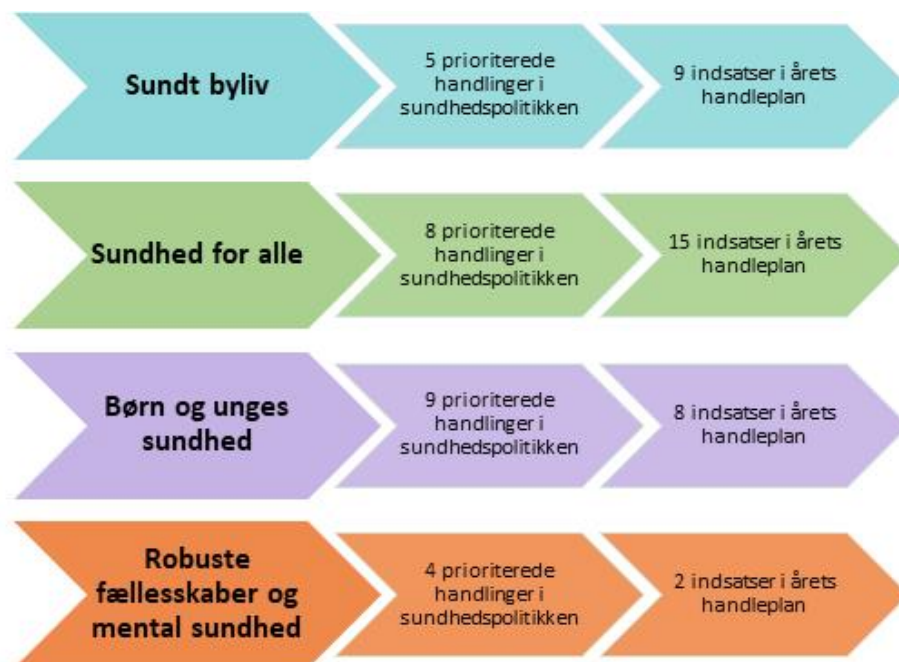 Sundt byliv
5 prioriterede
handlinger i
sundhedspolitikken
9 indsatser i årets
handleplan
Sundhed for alle
8 prioriterede
handlinger i
sundhedspolitikken
15 indsatser i årets
handleplan
Børn og unges
sundhed
9 prioriterede
handlinger i
sundhedspolitikken
8 indsatser i årets
handleplan
Robuste
fællesskaber og
mental sundhed
4 prioriterede
handlinger i
sundhedspolitikken
2 indsatser i årets
handleplan